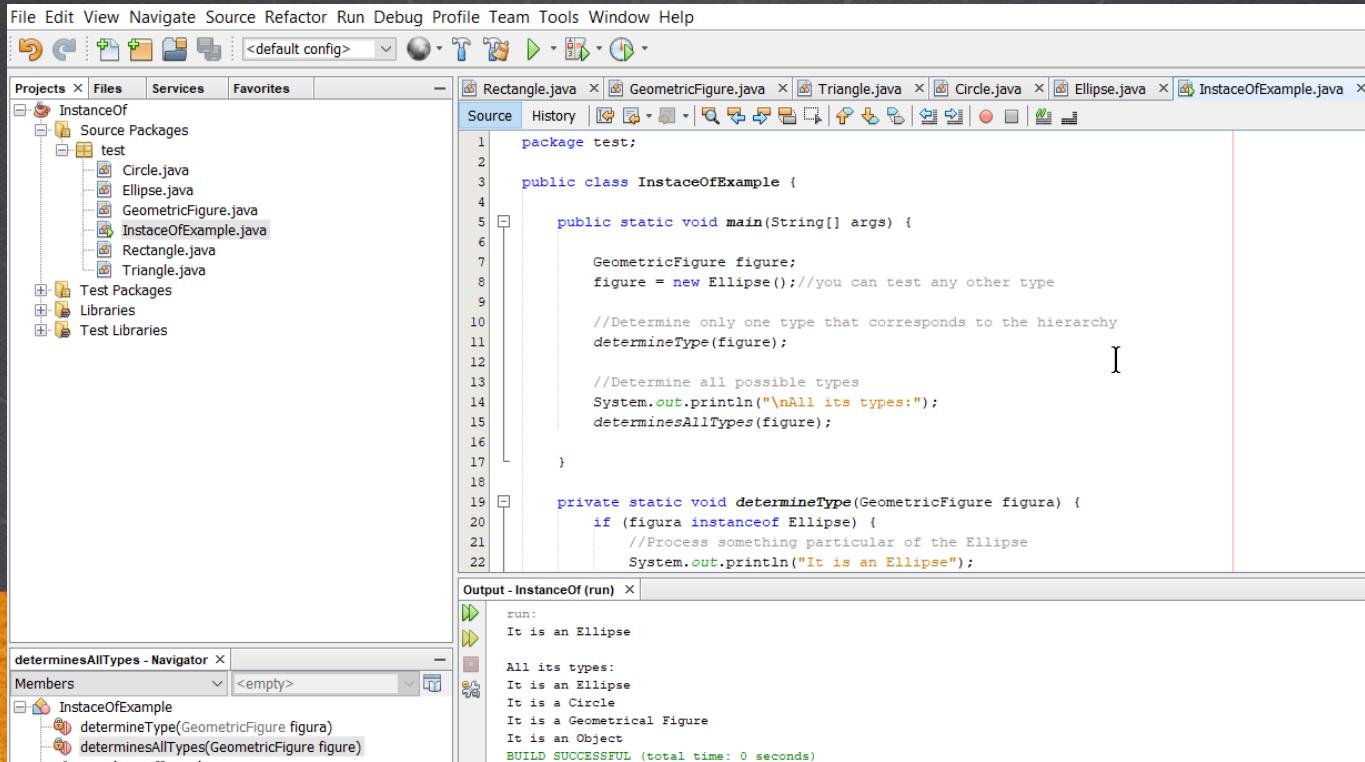 File Edit View Navigate Source Refactor Run Debug Profile Team Tools Window Help
<default config>
Projects Files Services Favorites
InstanceOf
Source Packages
test
Circle.java
Ellipse.java
GeometricFigure.java
InstaceOfExample.java
Rectangle.java
Triangle.java
Test Packages
Libraries
Test Libraries
Rectangle.java GeometricFigure.java Triangle.java Circle.java Ellipse.java InstaceOfExample.java
Source History
1 package test;
2
3 public class InstaceOfExample {
4
5 public static void main(String[] args) {
6
7 GeometricFigure figure;
8 figure = new Ellipse();//you can test any other type
9
10 //Determine only one type that corresponds to the hierarchy
11 determineType(figure);
12
13 //Determine all possible types
14 System.out.println("\nAll its types:");
15 determinesAllTypes(figure);
16
17 }
18
19 private static void determineType(GeometricFigure figura) {
20 if (figura instanceof Ellipse) {
21 //Process something particular of the Ellipse
22 System.out.println("It is an Ellipse");
Output - InstanceOf (run)
run:
It is an Ellipse
All its types:
It is an Ellipse
It is a Circle
It is a Geometrical Figure
It is an Object
BUILD SUCCESSFUL (total time: 0 seconds)
determinesAllTypes - Navigator
Members <empty>
InstaceOfExample
determineType(GeometricFigure figura)
determinesAllTypes(GeometricFigure figure)